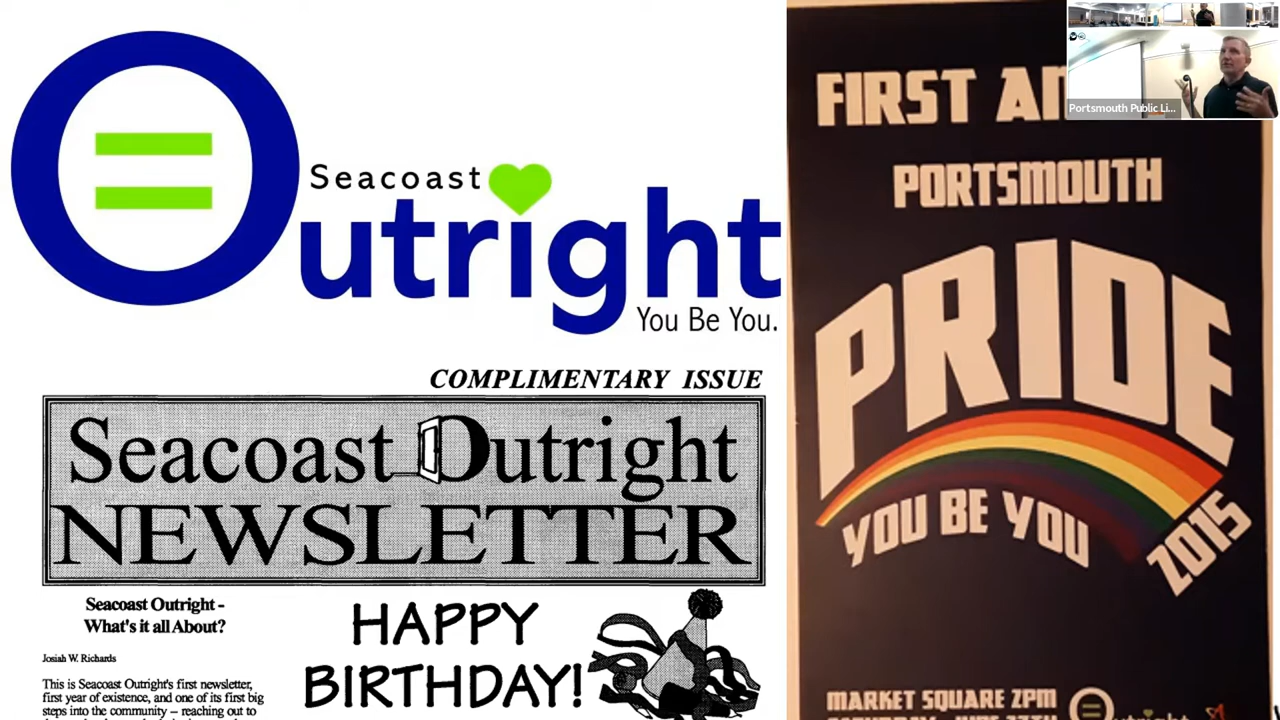 Seacoast
Outright
You Be You.
COMPLIMENTARY ISSUE
Seacoast Outright
NEWSLETTER
Seacoast Outright -
What's it all About?
Josiah W. Richards
This is Seacoast Outright's first newsletter,
first year of existence, and one of its first big
steps into the community – reaching out to
HAPPY
BIRTHDAY!
FIRST
PORTSMOUTH
PRIDE
YOU BE YOU
2015
MARKET SQUARE 2PM
Portsmouth Public Li...